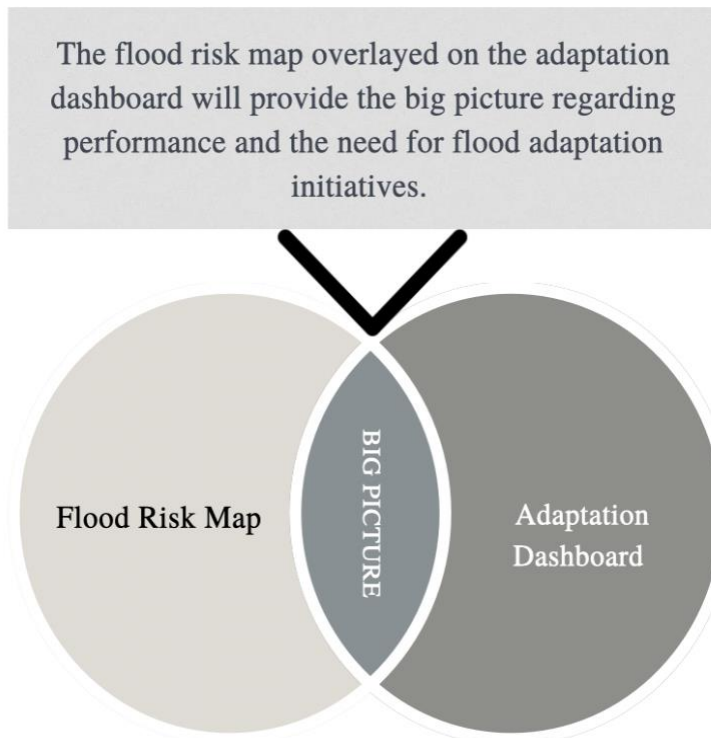 The flood risk map overlayed on the adaptation
dashboard will provide the big picture regarding
performance and the need for flood adaptation
initiatives.
BIG PICTURE
Flood Risk Map
Adaptation
Dashboard